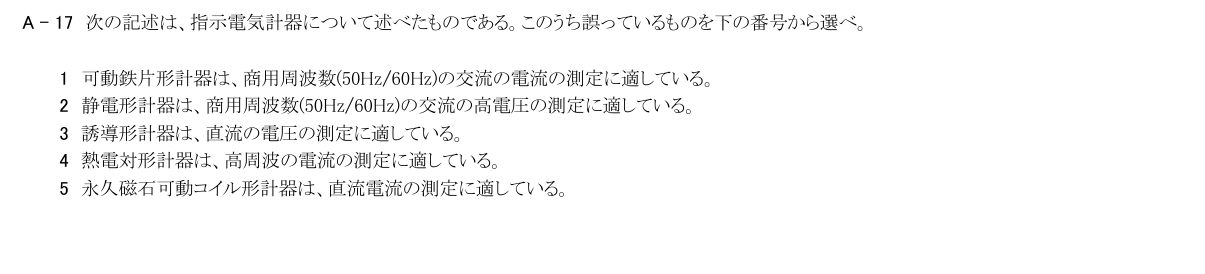 A－17 次の記述は、指示電気計器について述べたものである。このうち誤っているものを下の番号から選べ。
1 可動鉄片形計器は、商用周波数(50Hz/60Hz)の交流の電流の測定に適している。
2 静電形計器は、商用周波数(50Hz/60Hz)の交流の高電圧の測定に適している。
3 誘導形計器は、直流の電圧の測定に適している。
4 熱電対形計器は、高周波の電流の測定に適している。
5 永久磁石可動コイル形計器は、直流電流の測定に適している。